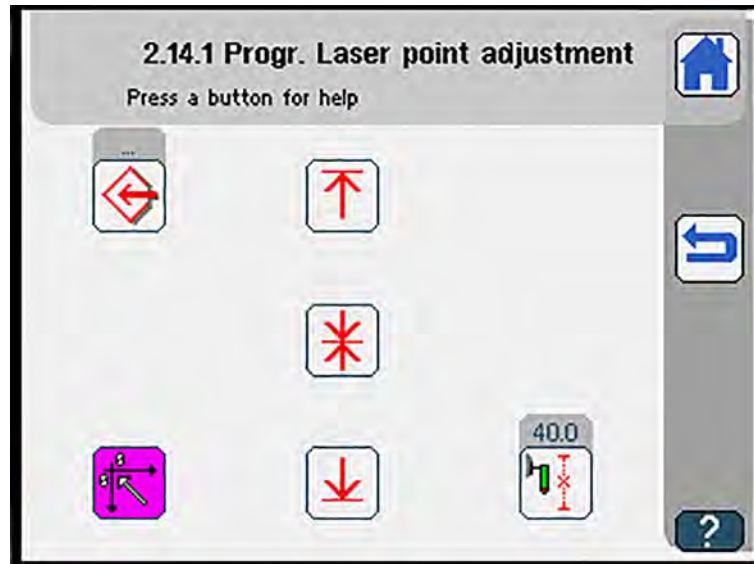 2.14.1 Progr. Laser point adjustment
Press a button for help
...
40.0
?